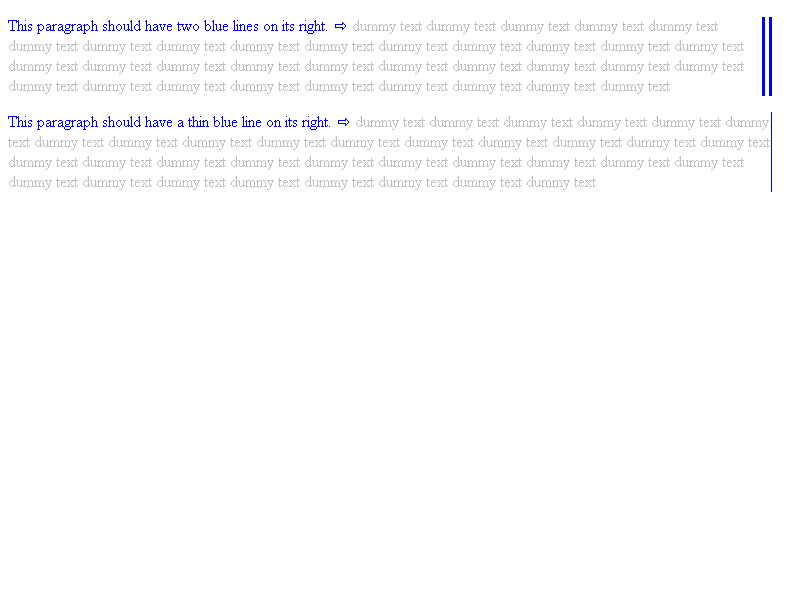 This paragraph should have two blue lines on its right. ⇨ dummy text dummy text dummy text dummy text dummy text
dummy text dummy text dummy text dummy text dummy text dummy text dummy text dummy text dummy text dummy text
dummy text dummy text dummy text dummy text dummy text dummy text dummy text dummy text dummy text dummy text
dummy text dummy text dummy text dummy text dummy text dummy text dummy text dummy text dummy text
This paragraph should have a thin blue line on its right. ⇨ dummy text dummy text dummy text dummy text dummy text dummy
text dummy text dummy text dummy text dummy text dummy text dummy text dummy text dummy text dummy text dummy text
dummy text dummy text dummy text dummy text dummy text dummy text dummy text dummy text dummy text dummy text
dummy text dummy text dummy text dummy text dummy text dummy text dummy text dummy text